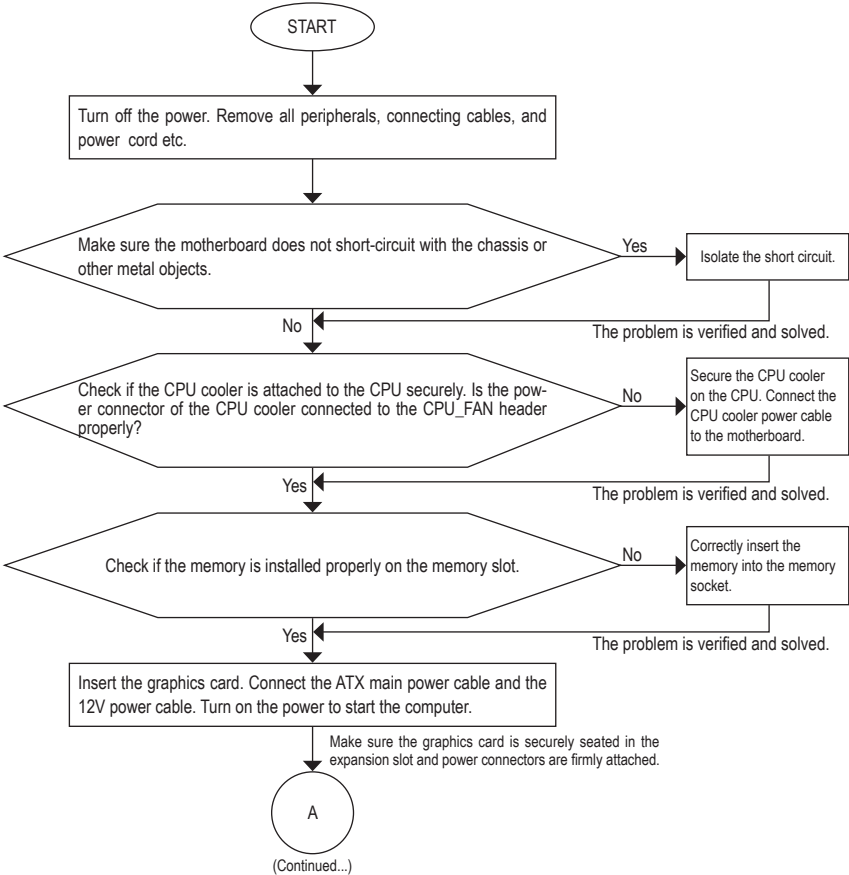 START
Turn off the power. Remove all peripherals, connecting cables, and
power cord etc.
Make sure the motherboard does not short-circuit with the chassis or
other metal objects.
Yes
Isolate the short circuit.
No
The problem is verified and solved.
Check if the CPU cooler is attached to the CPU securely. Is the pow-
er connector of the CPU cooler connected to the CPU_FAN header
properly?
No
Secure the CPU cooler
on the CPU. Connect the
CPU cooler power cable
to the motherboard.
Yes
The problem is verified and solved.
Check if the memory is installed properly on the memory slot.
No
Correctly insert the
memory into the memory
socket.
Yes
The problem is verified and solved.
Insert the graphics card. Connect the ATX main power cable and the
12V power cable. Turn on the power to start the computer.
Make sure the graphics card is securely seated in the
expansion slot and power connectors are firmly attached.
A
(Continued...)